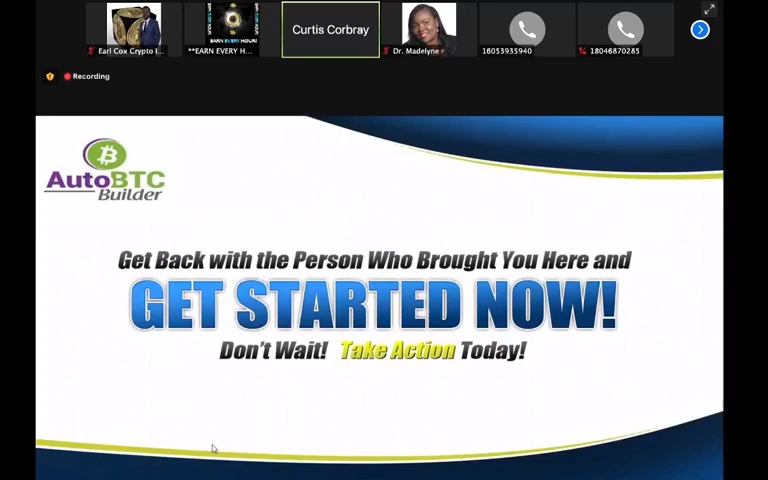 Curtis Corbray
Earl Cox Crypto I...
**EARN EVERY H...
Dr. Madelyne
16053935940
18046870285
Recording
AutoBTC
Builder
Get Back with the Person Who Brought You Here and
GET STARTED NOW!
Don't Wait! Take Action Today!